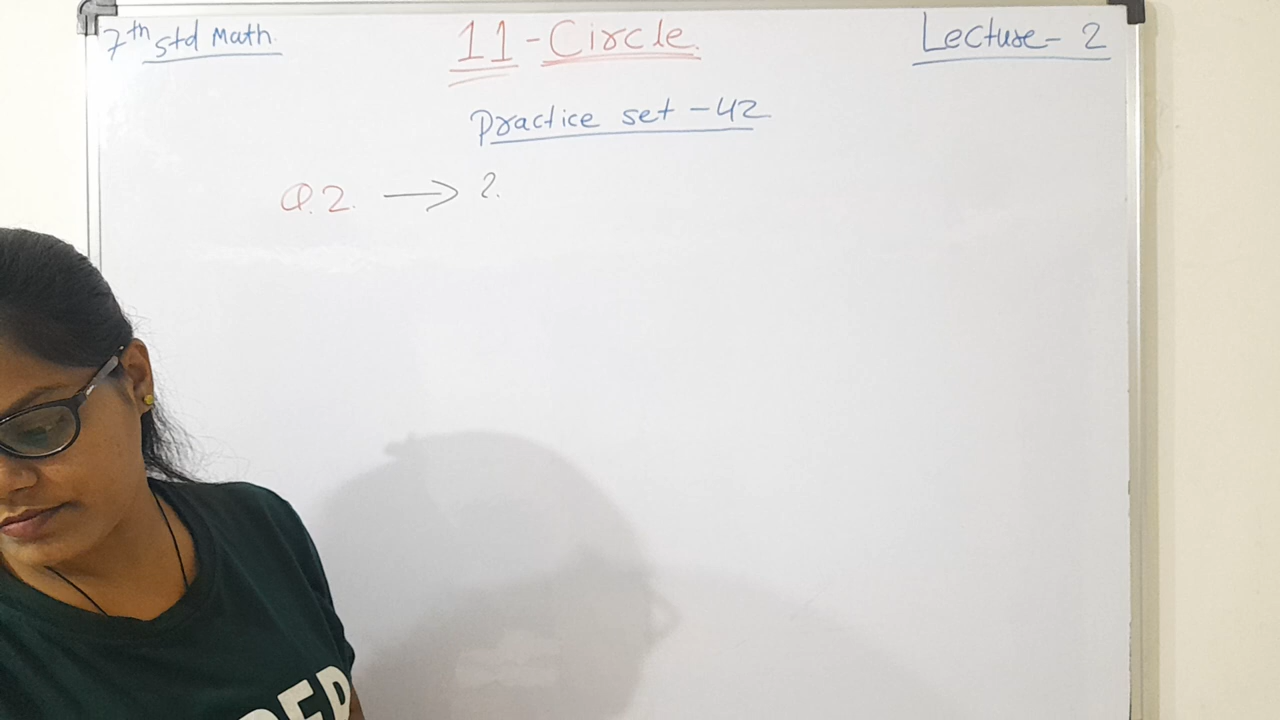 7th std Math. 11 - Circle. Lecture - 2
Practice set - 42
Q.2. → 2.